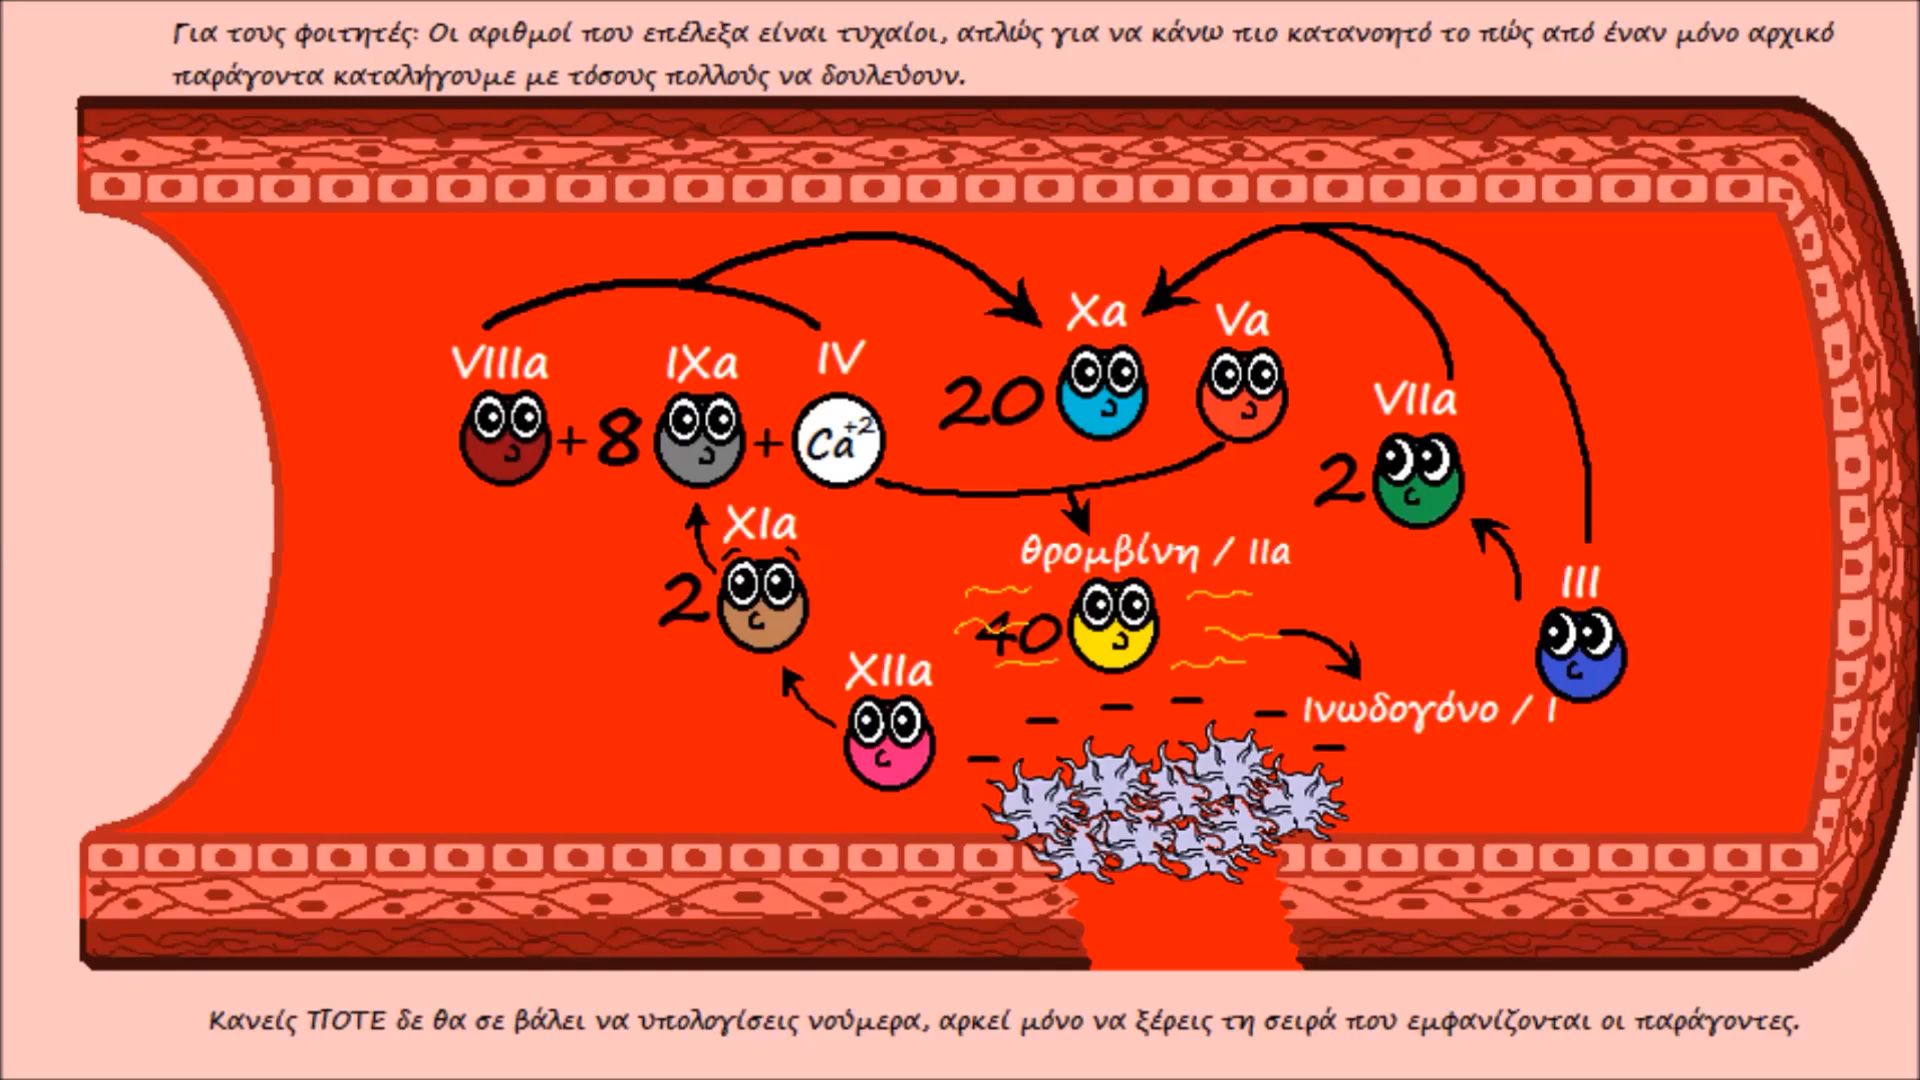 Για τους φοιτητές: Οι αριθμοί που επέλεξα είναι τυχαίοι, απλώς για να κάνω πιο κατανοητό το πώς από έναν μόνο αρχικό
παράγοντα καταλήγουμε με τόσους πολλούς να δουλεύουν.
Xa
Va
VIIIa
IXa
IV
20
VIIa
+ 8
+
Ca+2
2
XIa
θρομβίνη / IIa
III
2
40
XIIa
Ινωδογόνο / I
Κανείς ΠΟΤΕ δε θα σε βάλει να υπολογίσεις νούμερα, αρκεί μόνο να ξέρεις τη σειρά που εμφανίζονται οι παράγοντες.